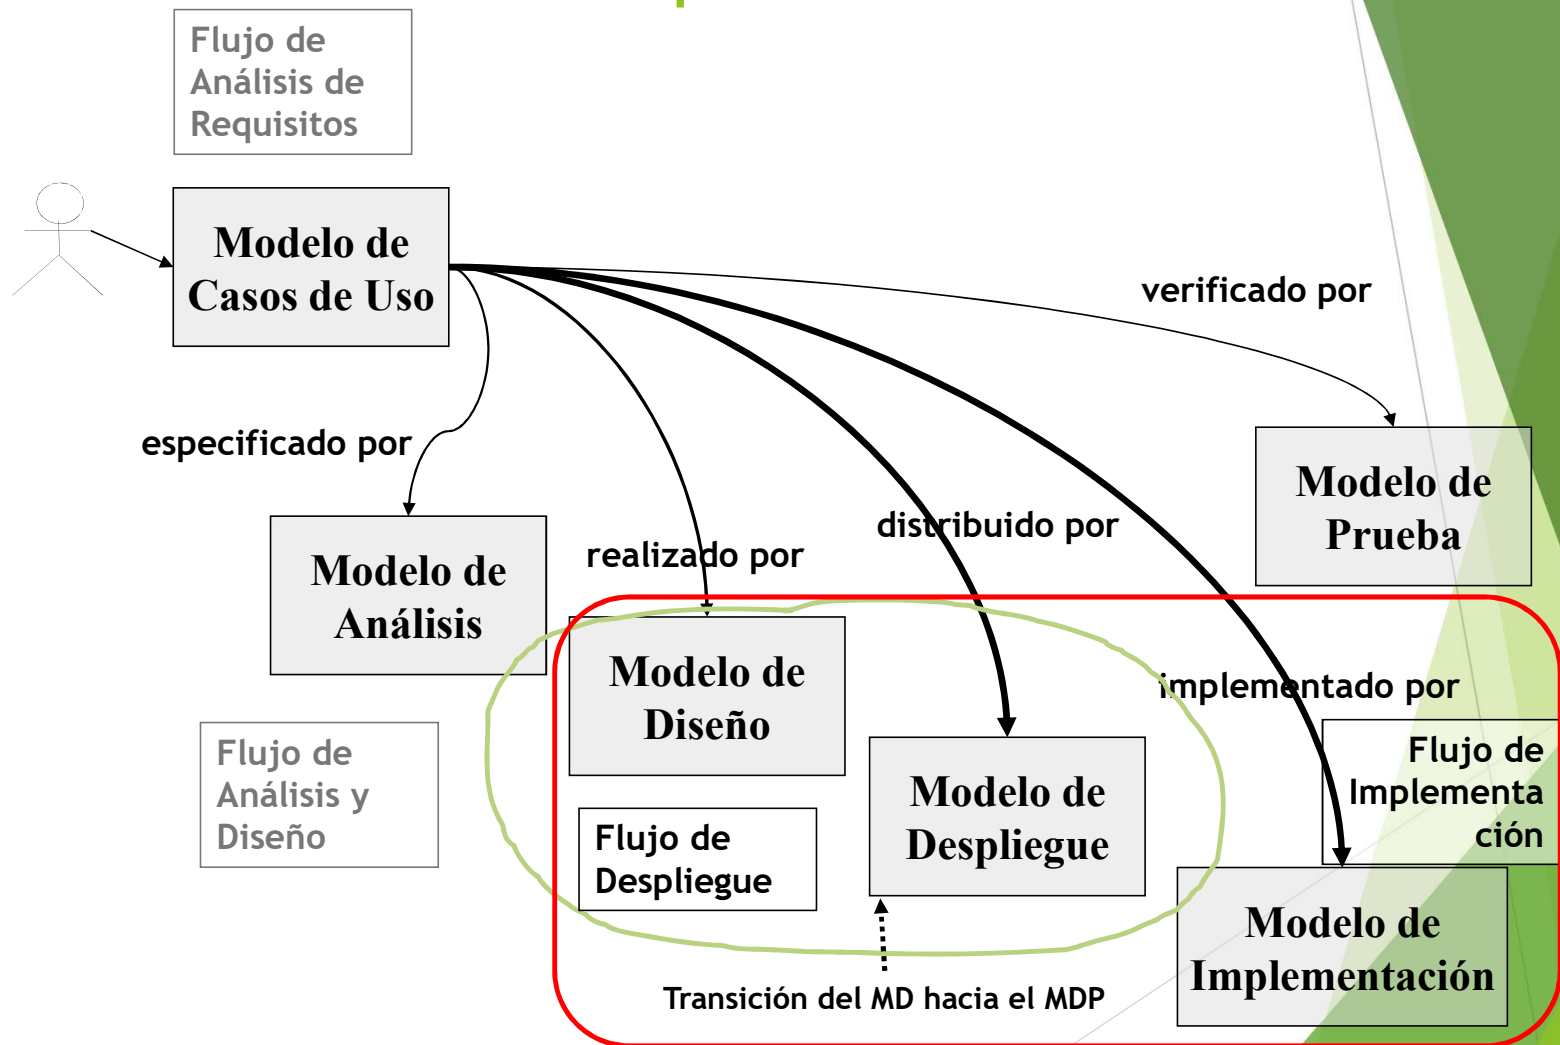 Flujo de
Análisis de
Requisitos
Modelo de
Casos de Uso
verificado por
especificado por
Modelo de
Prueba
distribuido por
realizado por
Modelo de
Análisis
Modelo de
Diseño
implementado por
Flujo de
Análisis y
Diseño
Flujo de
Implementa
ción
Modelo de
Despliegue
Flujo de
Despliegue
Modelo de
Implementación
Transición del MD hacia el MDP